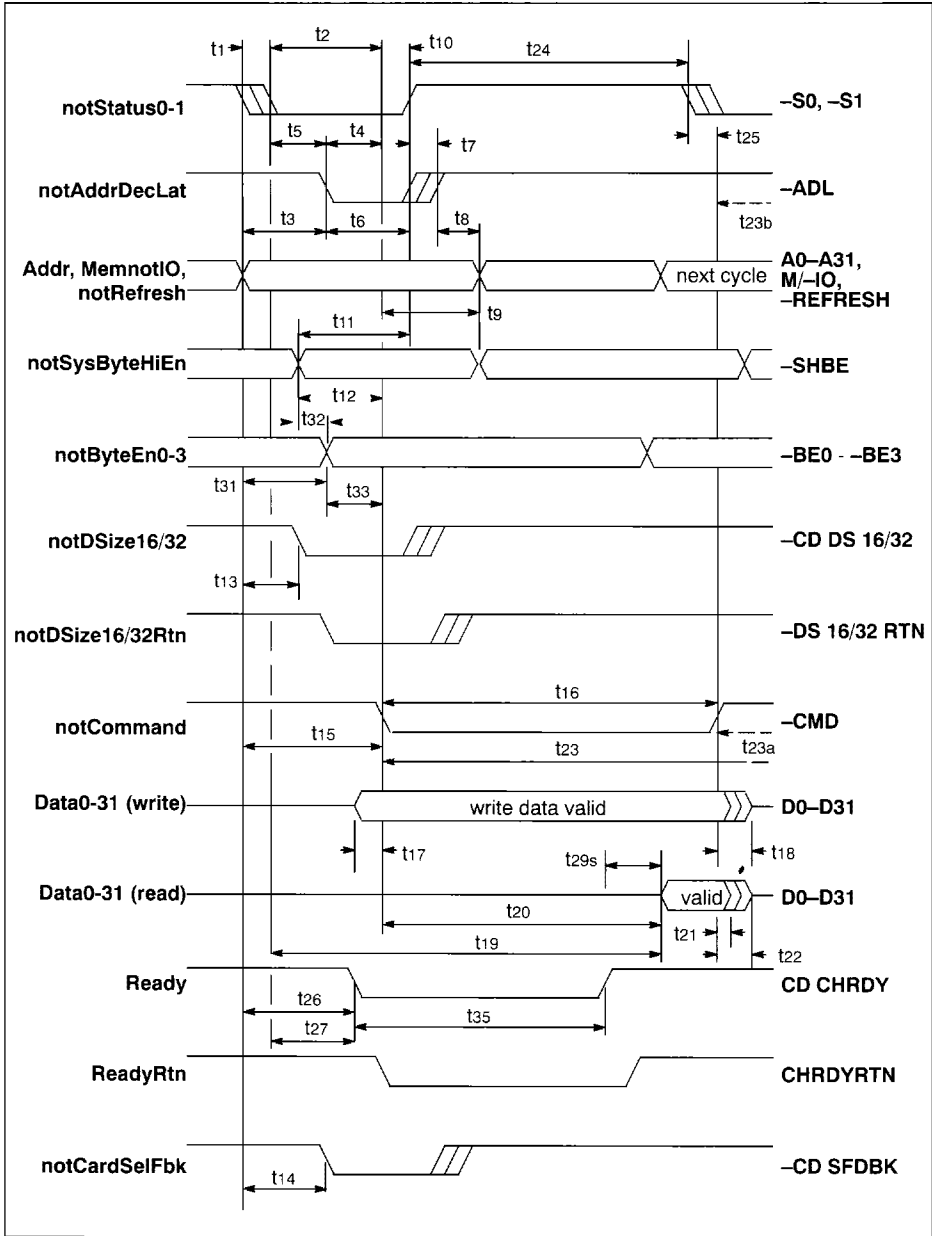 t1
t2
t10
t24
notStatus0-1
–S0, –S1
t5
t4
t7
t25
notAddrDecLat
–ADL
t3
t6
t8
t23b
Addr, MemnotIO,
notRefresh
next cycle
A0–A31,
M/–IO,
–REFRESH
t9
t11
notSysByteHiEn
–SHBE
t12
t32
notByteEn0-3
–BE0 - –BE3
t31
t33
notDSize16/32
–CD DS 16/32
t13
notDSize16/32Rtn
–DS 16/32 RTN
t16
notCommand
–CMD
t15
t23
t23a
Data0-31 (write)
write data valid
D0–D31
t17
t29s
t18
Data0-31 (read)
valid
D0–D31
t20
t21
t19
t22
Ready
CD CHRDY
t26
t35
t27
ReadyRtn
CHRDYRTN
notCardSelFbk
–CD SFDBK
t14